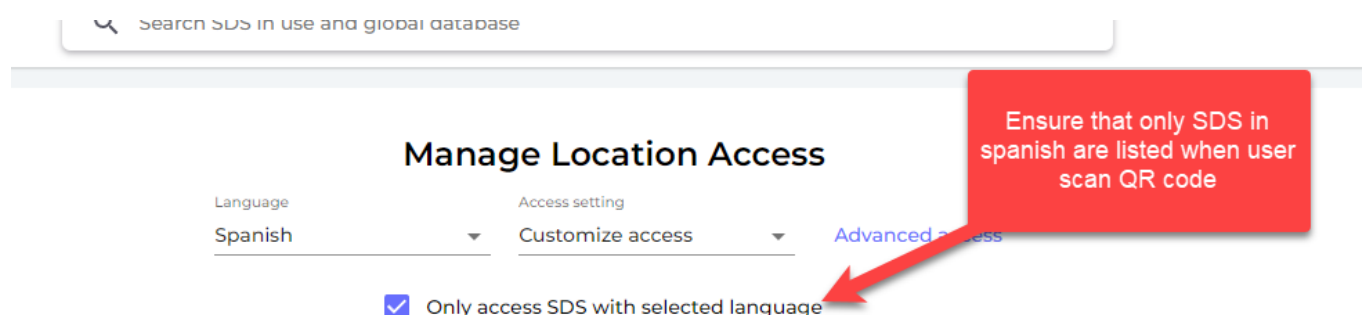 Search SDS in use and global database
Ensure that only SDS in
spanish are listed when user
scan QR code
Manage Location Access
Language
Access setting
Spanish
Customize access
Advanced access
Only access SDS with selected language